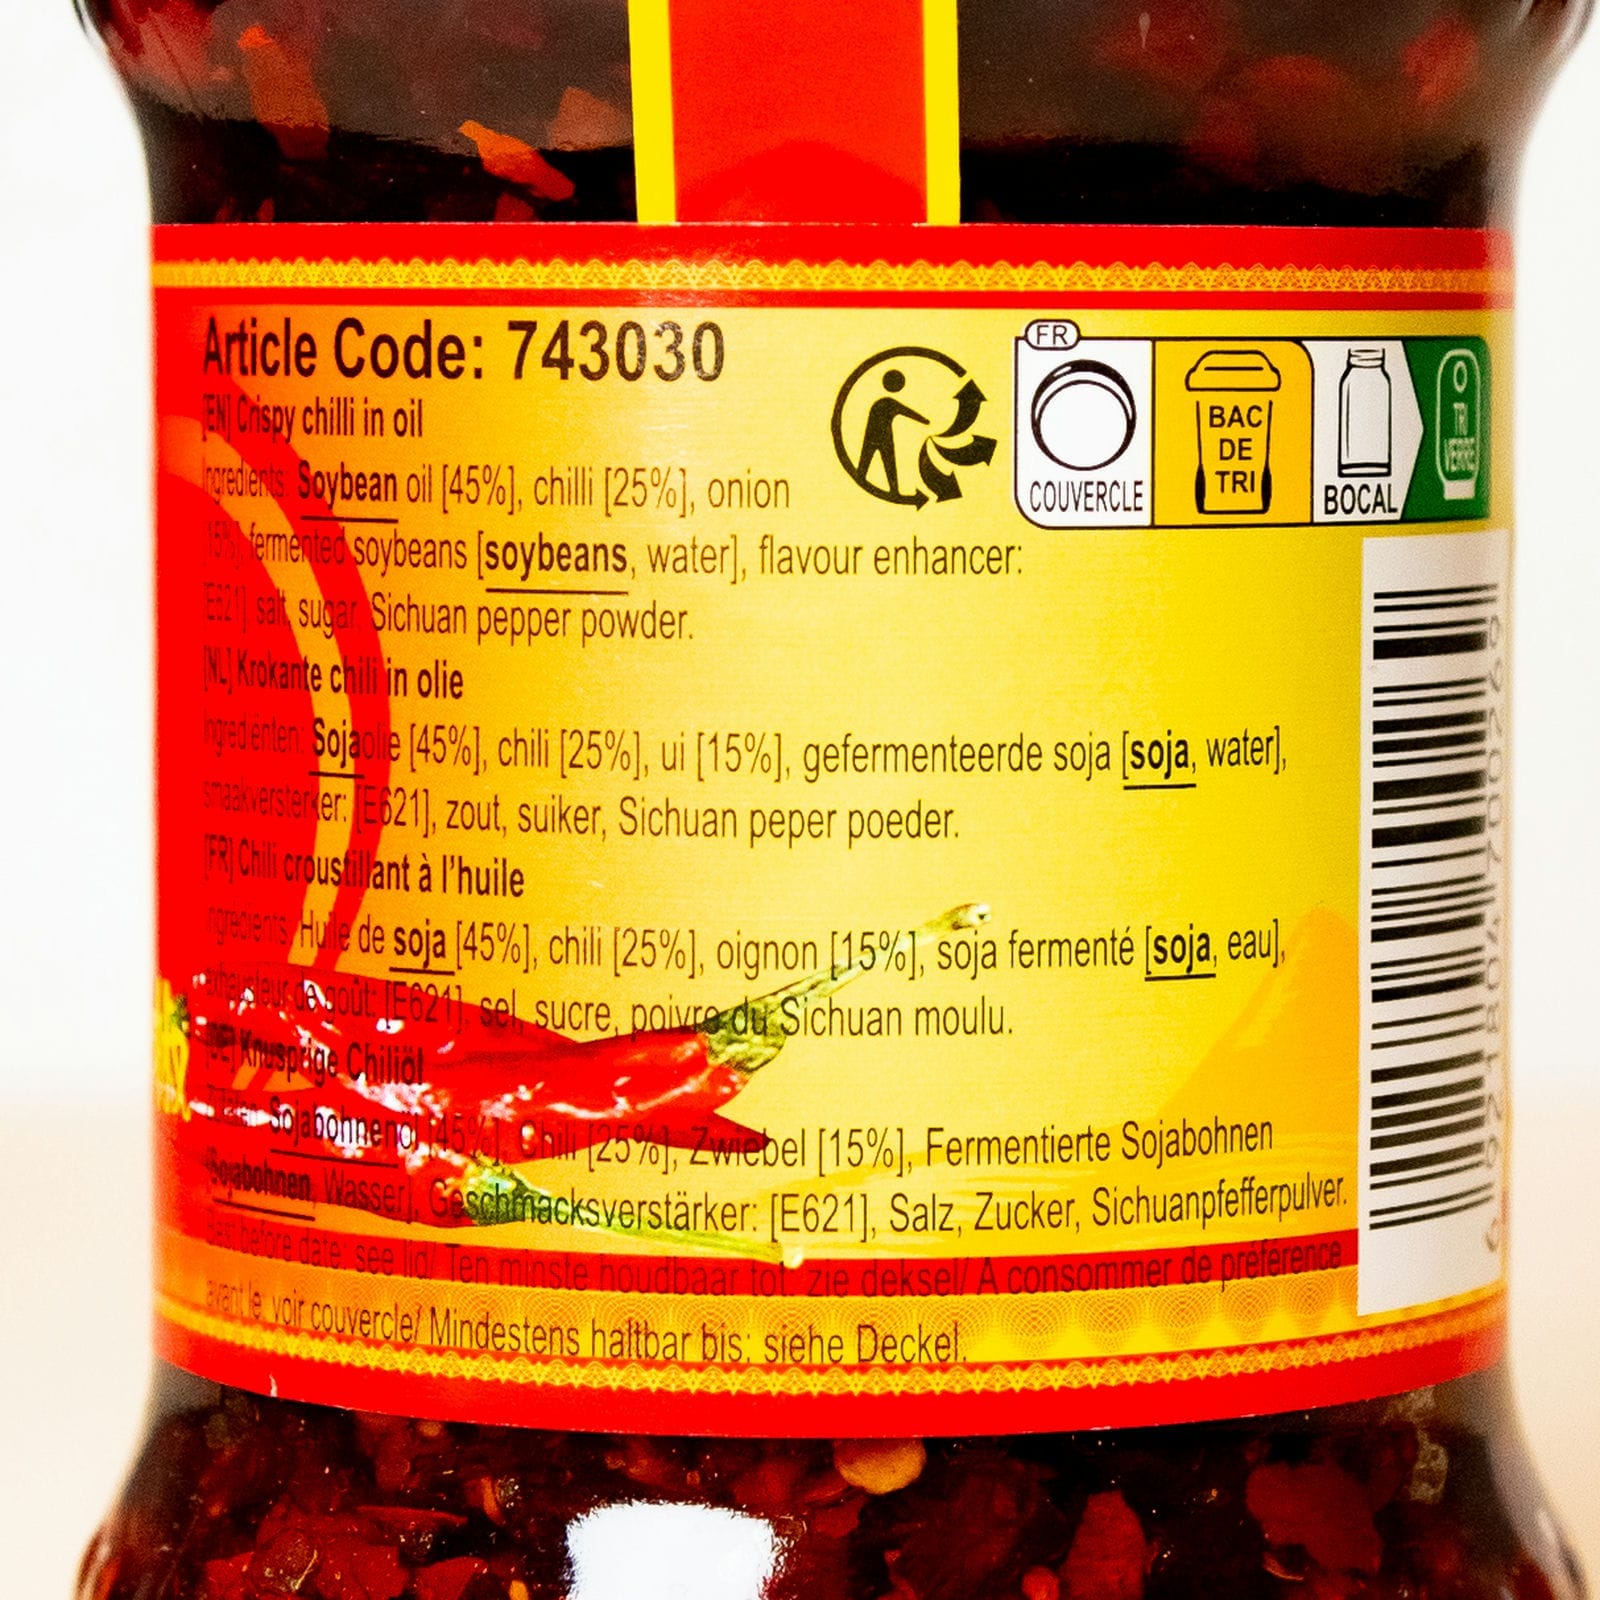 Article Code: 743030
[EN] Crispy chilli in oil
Ingredients: Soybean oil [45%], chilli [25%], onion
[15%], fermented soybeans [soybeans, water], flavour enhancer:
[E621], salt, sugar, Sichuan pepper powder.
[NL] Krokante chili in olie
Ingrediënten: Sojaolie [45%], chili [25%], ui [15%], gefermenteerde soja [soja, water],
smaakversterker: [E621], zout, suiker, Sichuan peper poeder.
[FR] Chili croustillant à l'huile
Ingrédients: Huile de soja [45%], chili [25%], oignon [15%], soja fermenté [soja, eau],
exhausteur de goût: [E621], sel, sucre, poivre du Sichuan moulu.
[DE] Knusprige Chiliöl
Zutaten: Sojabohnenöl [45%], Chili [25%], Zwiebel [15%], Fermentierte Sojabohnen
[Sojabohnen, Wasser], Geschmacksverstärker: [E621], Salz, Zucker, Sichuanpfefferpulver.
Best before date: see lid/ Ten minste houdbaar tot: zie deksel/ A consommer de préférence
avant le: voir couvercle/ Mindestens haltbar bis: siehe Deckel.
FR
COUVERCLE
BAC
DE
TRI
BOCAL
TRI
VERRE